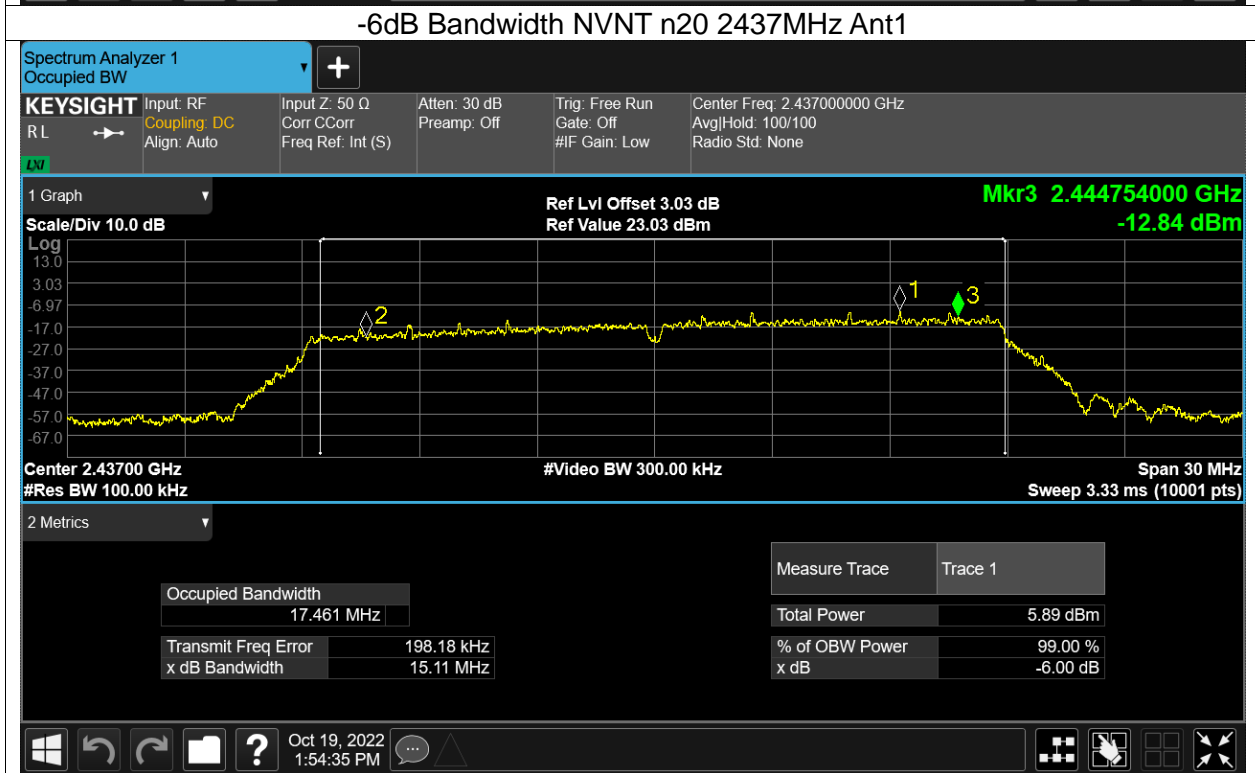 -6dB Bandwidth NVNT n20 2437MHz Ant1
Spectrum Analyzer 1
Occupied BW
+
KEYSIGHT Input: RF Input Z: 50 Ω Atten: 30 dB Trig: Free Run Center Freq: 2.437000000 GHz
R L Coupling: DC Corr CCorr Preamp: Off Gate: Off Avg|Hold: 100/100
Align: Auto Freq Ref: Int (S) #IF Gain: Low Radio Std: None
LXI
1 Graph Ref Lvl Offset 3.03 dB Mkr3 2.444754000 GHz
Scale/Div 10.0 dB Ref Value 23.03 dBm -12.84 dBm
Log
13.0
3.03
-6.97
-17.0
-27.0
-37.0
-47.0
-57.0
-67.0
2
1
3
Center 2.43700 GHz #Video BW 300.00 kHz Span 30 MHz
#Res BW 100.00 kHz Sweep 3.33 ms (10001 pts)
2 Metrics
Measure Trace Trace 1
Occupied Bandwidth
17.461 MHz Total Power 5.89 dBm
Transmit Freq Error 198.18 kHz % of OBW Power 99.00 %
x dB Bandwidth 15.11 MHz x dB -6.00 dB
? Oct 19, 2022
1:54:35 PM